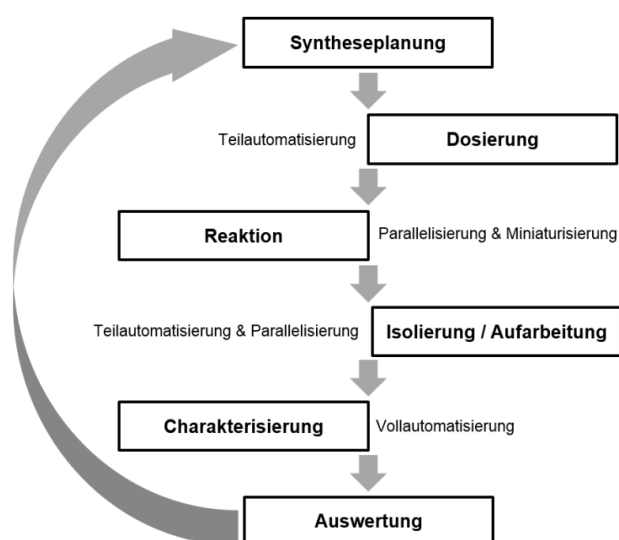 Syntheseplanung
Teilautomatisierung
Dosierung
Reaktion
Parallelisierung & Miniaturisierung
Teilautomatisierung & Parallelisierung
Isolierung / Aufarbeitung
Charakterisierung
Vollautomatisierung
Auswertung